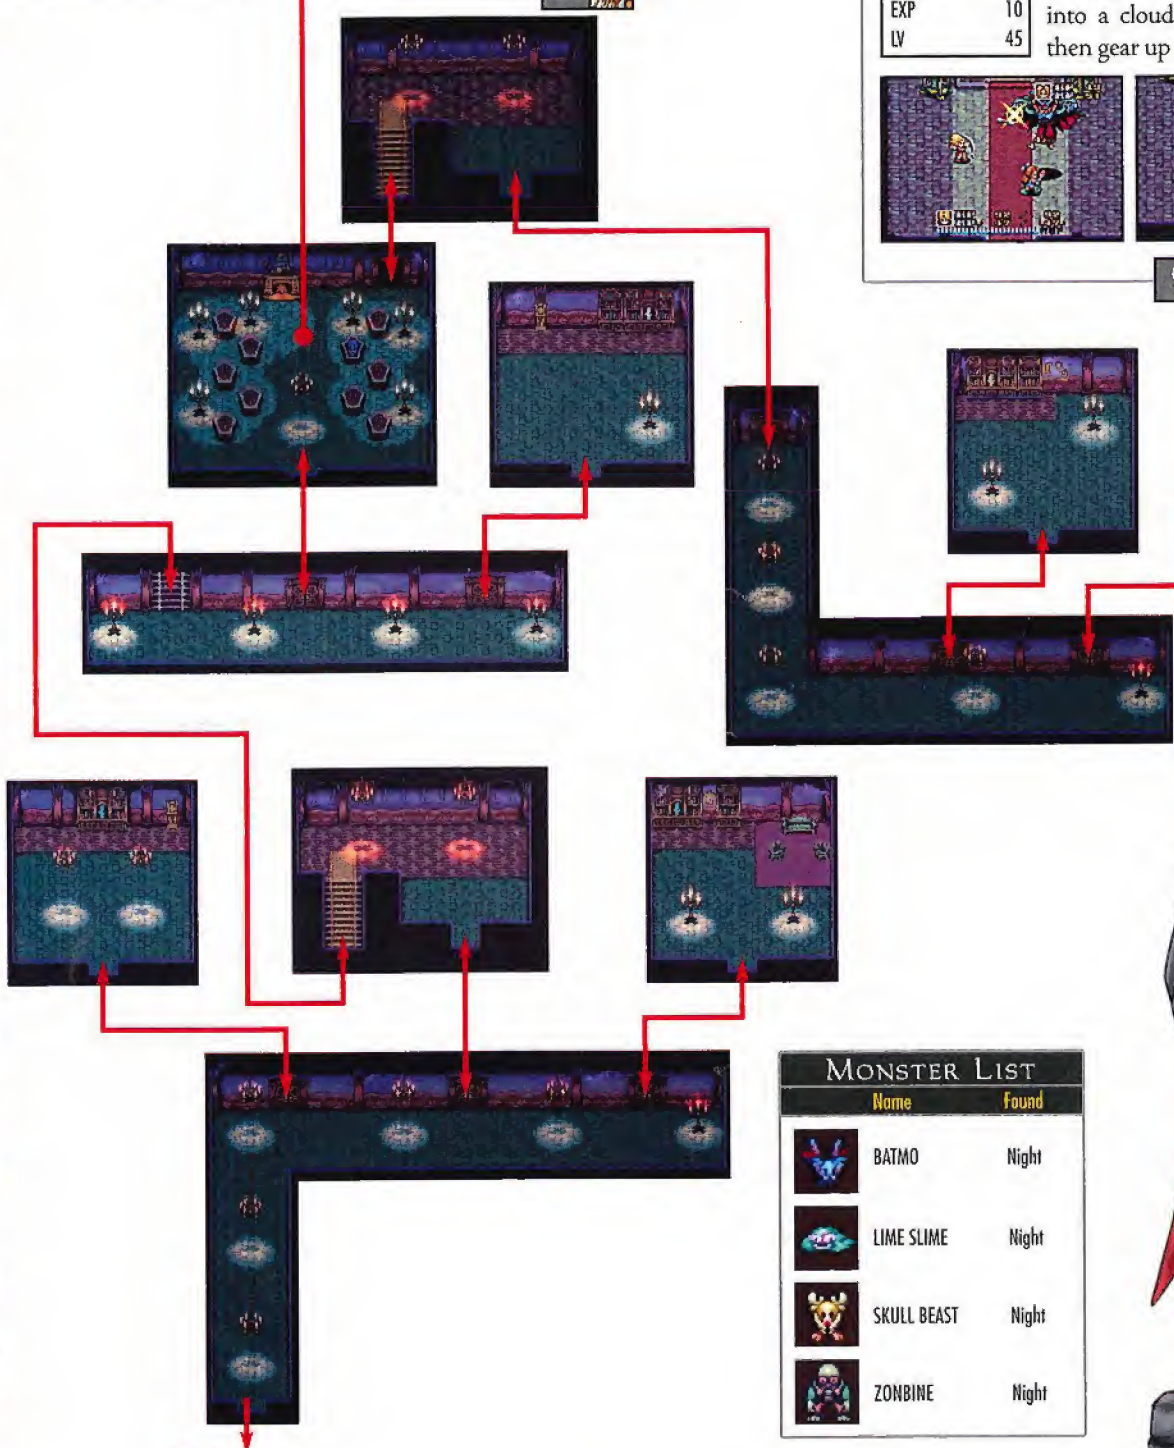 EXP 10
LV 45
into a cloud
then gear up
MONSTER LIST
Name Found
BATMO Night
LIME SLIME Night
SKULL BEAST Night
ZONBINE Night